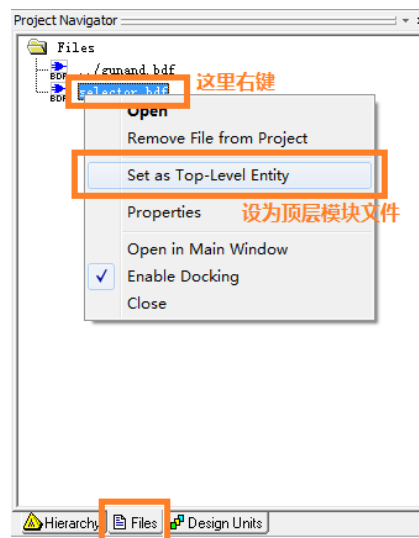 Project Navigator
Files
BDF ../gunand.bdf
这里右键
BDF selector.bdf
Open
Remove File from Project
Set as Top-Level Entity
Properties
设为顶层模块文件
Open in Main Window
Enable Docking
Close
Hierarchy Files Design Units